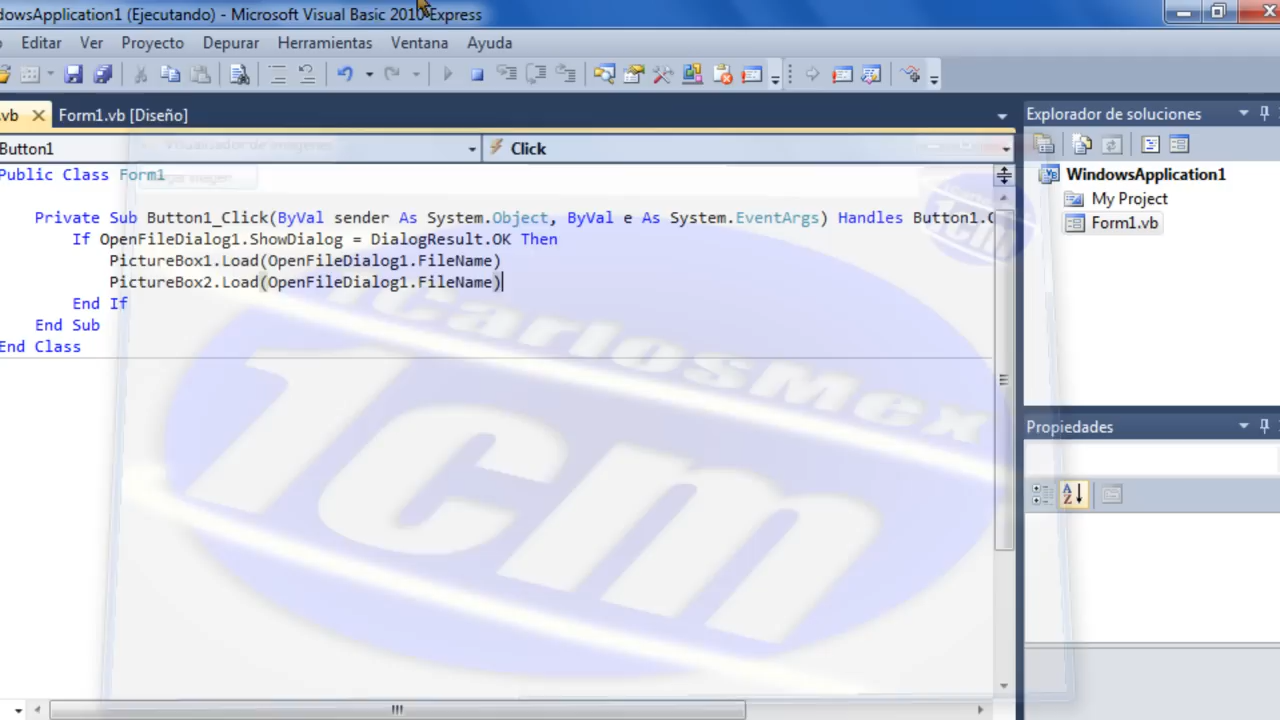 dowsApplication1 (Ejecutando) - Microsoft Visual Basic 2010 Express
Editar Ver Proyecto Depurar Herramientas Ventana Ayuda
.vb Form1.vb [Diseño]
Explorador de soluciones
Button1
Click
WindowsApplication1
My Project
Form1.vb
Public Class Form1
Private Sub Button1_Click(ByVal sender As System.Object, ByVal e As System.EventArgs) Handles Button1.C
If OpenFileDialog1.ShowDialog = DialogResult.OK Then
PictureBox1.Load(OpenFileDialog1.FileName)
PictureBox2.Load(OpenFileDialog1.FileName)
End If
End Sub
End Class
1CarlosMex
1cm
1cm
Propiedades